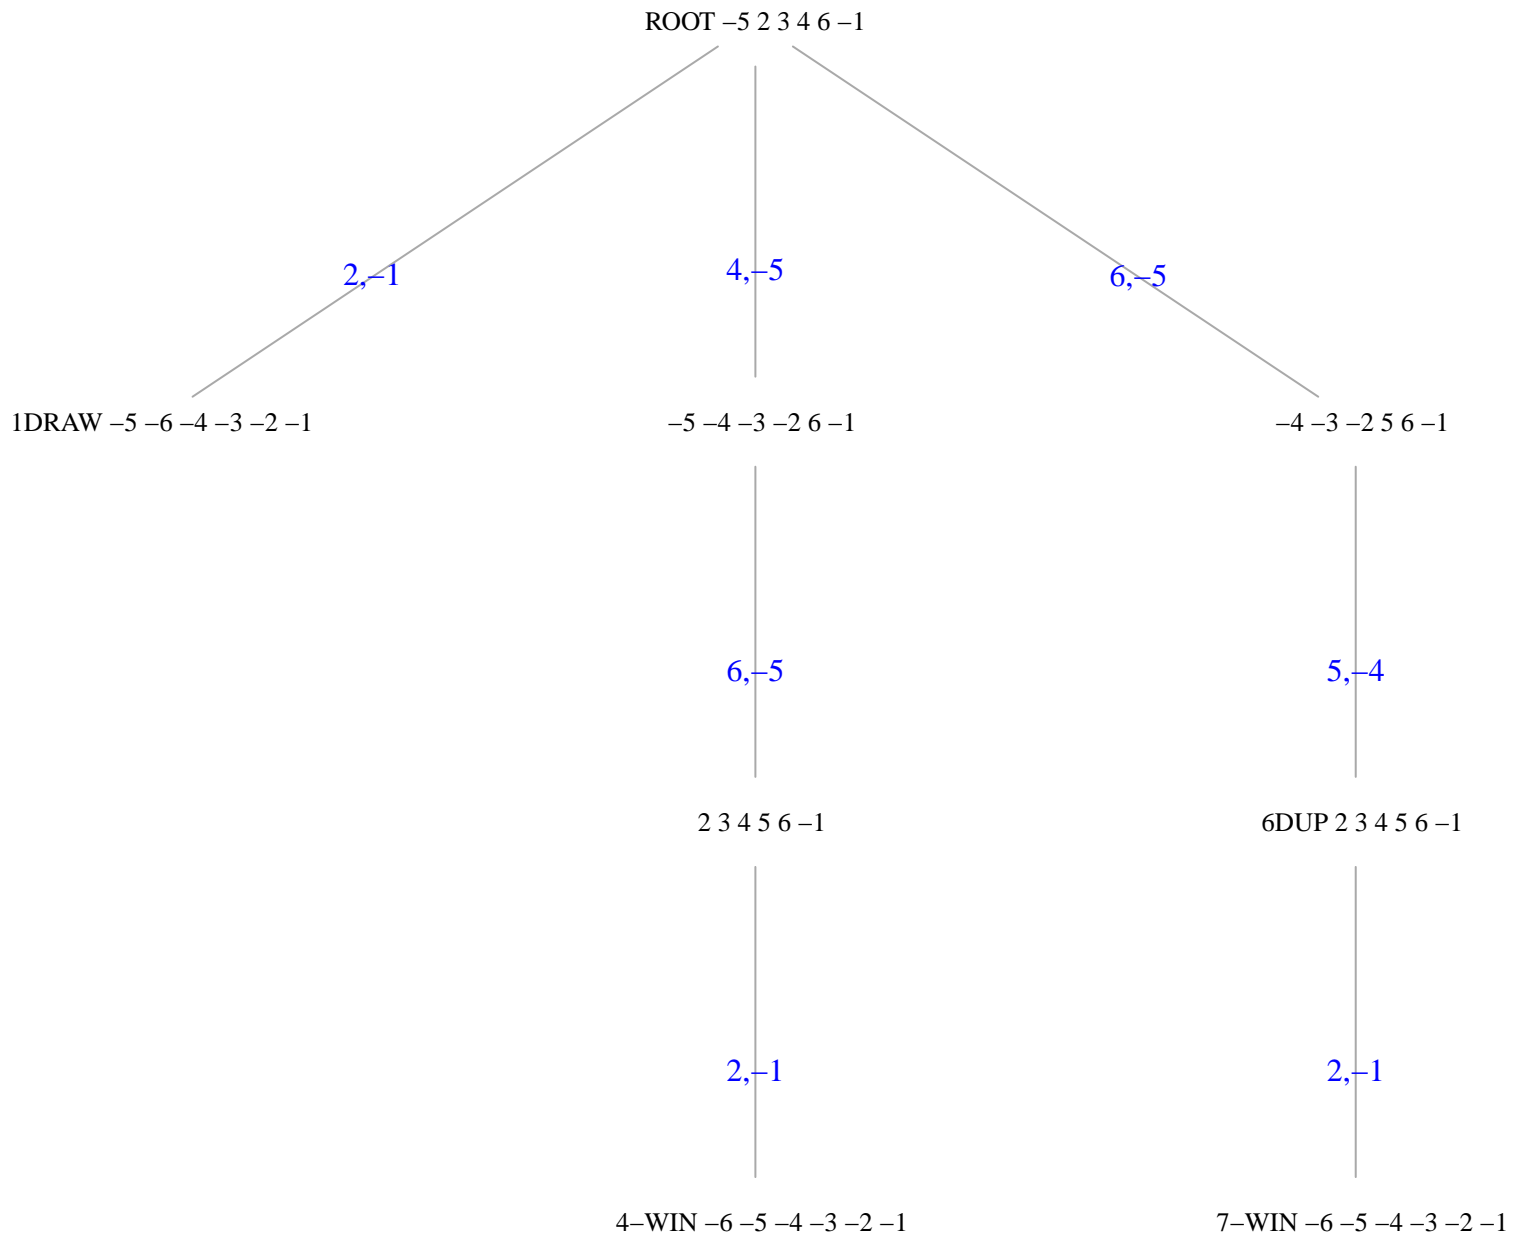 ROOT –5 2 3 4 6 –1
2,–1
4,–5
6,–5
1DRAW –5 –6 –4 –3 –2 –1
–5 –4 –3 –2 6 –1
–4 –3 –2 5 6 –1
6,–5
5,–4
2 3 4 5 6 –1
6DUP 2 3 4 5 6 –1
2,–1
2,–1
4–WIN –6 –5 –4 –3 –2 –1
7–WIN –6 –5 –4 –3 –2 –1